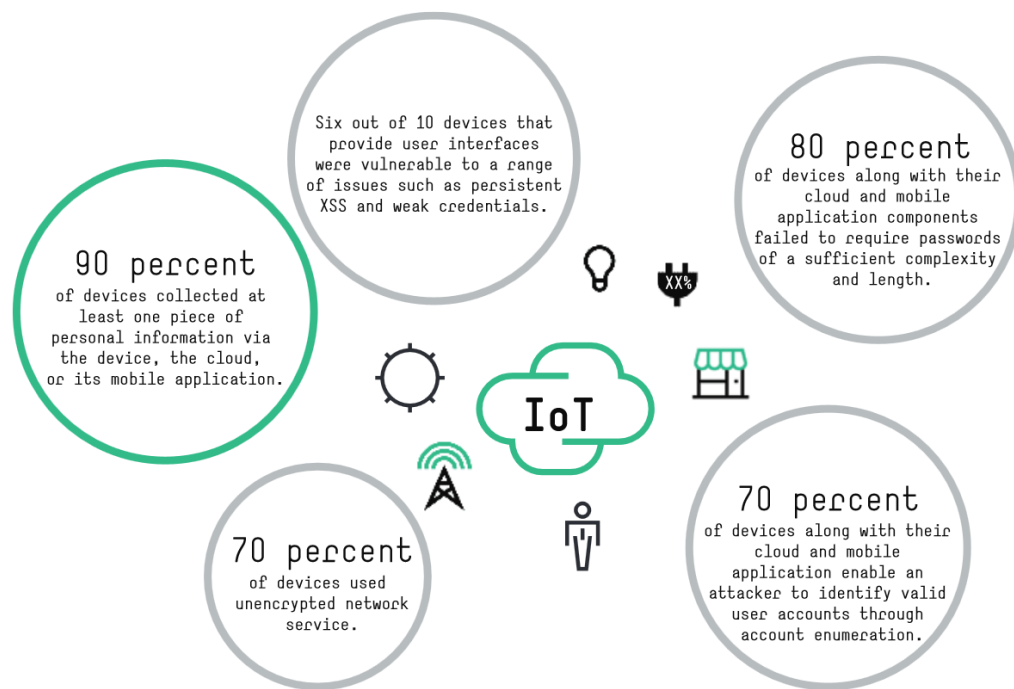 Six out of 10 devices that
provide user interfaces
were vulnerable to a range
of issues such as persistent
XSS and weak credentials.
80 percent
of devices along with their
cloud and mobile
application components
failed to require passwords
of a sufficient complexity
and length.
90 percent
of devices collected at
least one piece of
personal information via
the device, the cloud,
or its mobile application.
XX%
IoT
70 percent
of devices used
unencrypted network
service.
70 percent
of devices along with their
cloud and mobile
application enable an
attacker to identify valid
user accounts through
account enumeration.